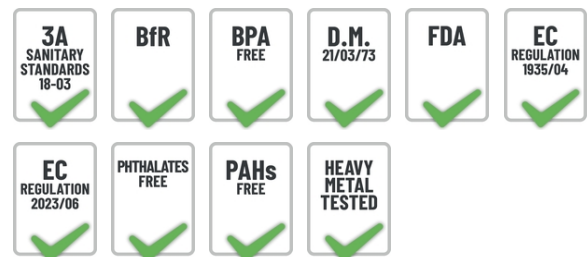 3A
SANITARY
STANDARDS
18-03
BfR
BPA
FREE
D.M.
21/03/73
FDA
EC
REGULATION
1935/04
EC
REGULATION
2023/06
PHTHALATES
FREE
PAHs
FREE
HEAVY
METAL
TESTED